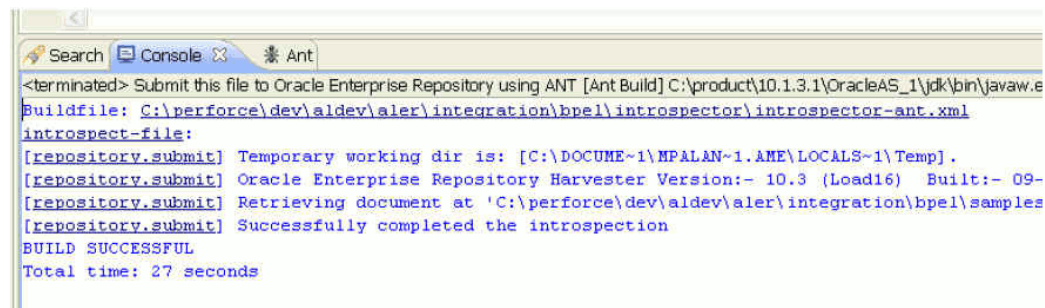 Search Console Ant
<terminated> Submit this file to Oracle Enterprise Repository using ANT [Ant Build] C:\product\10.1.3.1\OracleAS_1\jdk\bin\javaw.e
Buildfile: C:\perforce\dev\aldev\aler\integration\bpel\introspector\introspector-ant.xml
introspect-file:
[repository.submit] Temporary working dir is: [C:\DOCUME~1\MPALAN~1.AME\LOCALS~1\Temp].
[repository.submit] Oracle Enterprise Repository Harvester Version:- 10.3 (Load16) Built:- 09-
[repository.submit] Retrieving document at 'C:\perforce\dev\aldev\aler\integration\bpel\samples
[repository.submit] Successfully completed the introspection
BUILD SUCCESSFUL
Total time: 27 seconds